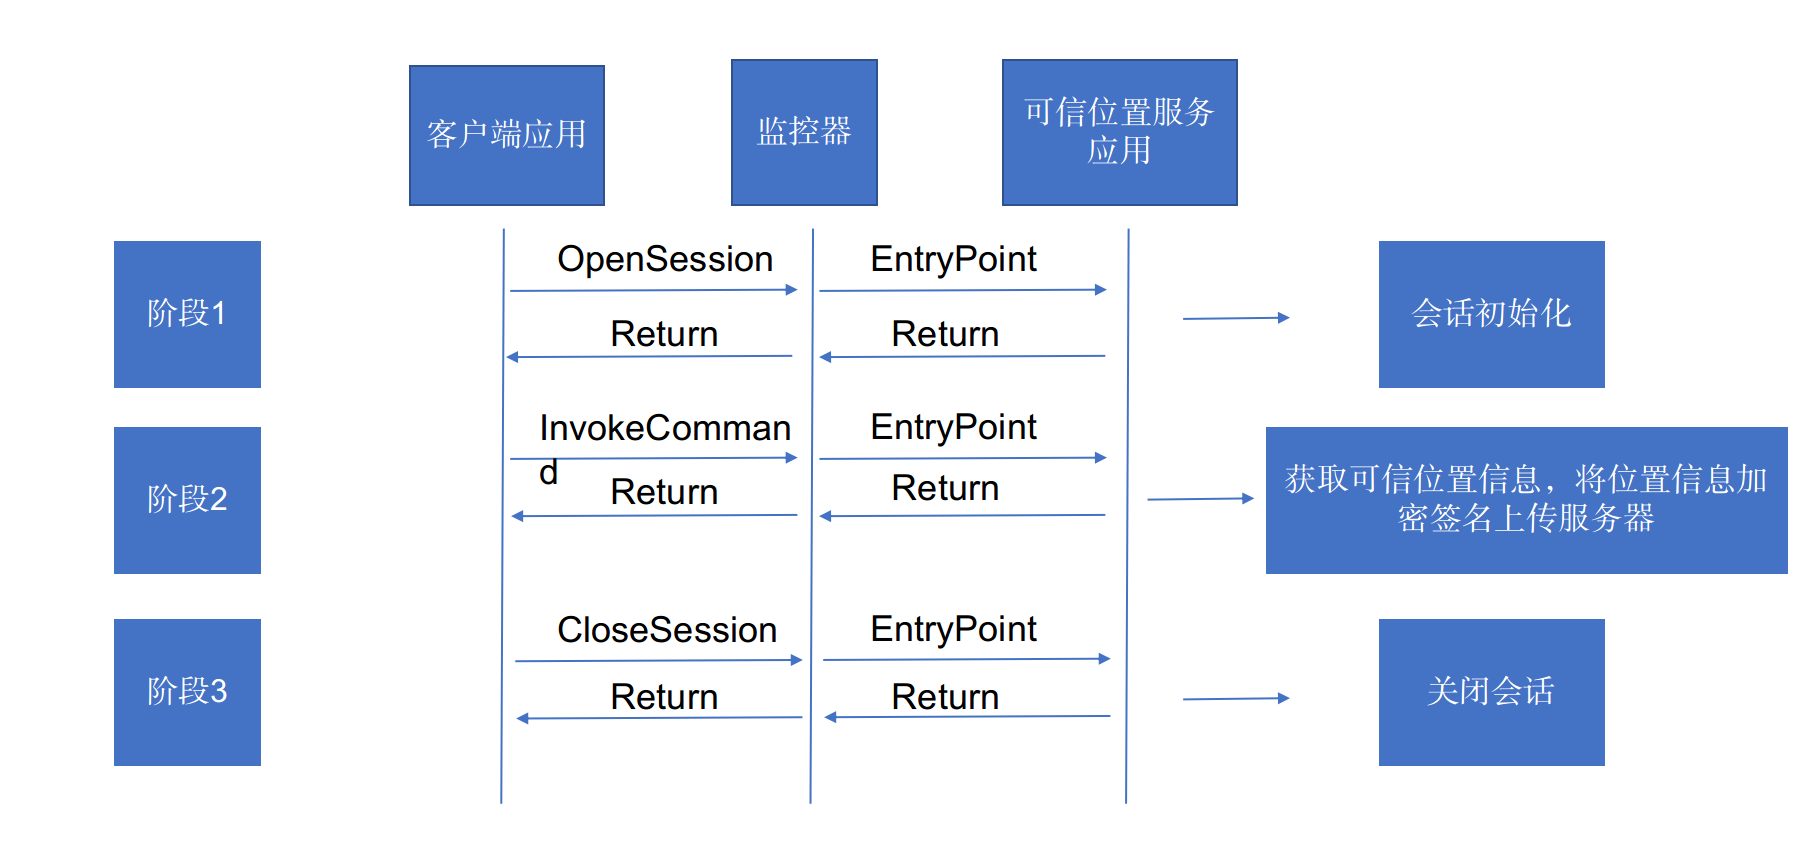 客户端应用
监控器
可信位置服务
应用
阶段1
OpenSession
EntryPoint
Return
Return
会话初始化
阶段2
InvokeComman
d
EntryPoint
Return
Return
获取可信位置信息，将位置信息加
密签名上传服务器
阶段3
CloseSession
EntryPoint
Return
Return
关闭会话